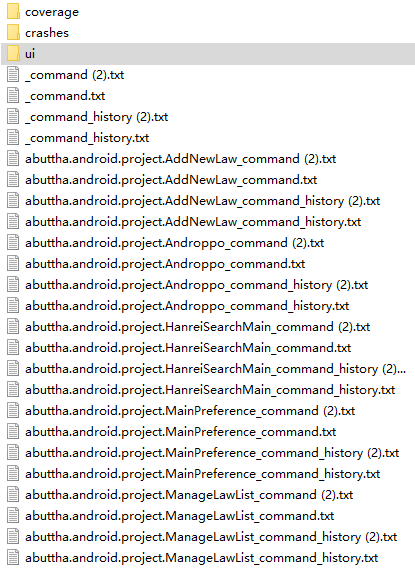 coverage
crashes
ui
_command (2).txt
_command.txt
_command_history (2).txt
_command_history.txt
abuttha.android.project.AddNewLaw_command (2).txt
abuttha.android.project.AddNewLaw_command.txt
abuttha.android.project.AddNewLaw_command_history (2).txt
abuttha.android.project.AddNewLaw_command_history.txt
abuttha.android.project.Androppo_command (2).txt
abuttha.android.project.Androppo_command.txt
abuttha.android.project.Androppo_command_history (2).txt
abuttha.android.project.Androppo_command_history.txt
abuttha.android.project.HanreiSearchMain_command (2).txt
abuttha.android.project.HanreiSearchMain_command.txt
abuttha.android.project.HanreiSearchMain_command_history (2)...
abuttha.android.project.HanreiSearchMain_command_history.txt
abuttha.android.project.MainPreference_command (2).txt
abuttha.android.project.MainPreference_command.txt
abuttha.android.project.MainPreference_command_history (2).txt
abuttha.android.project.MainPreference_command_history.txt
abuttha.android.project.ManageLawList_command (2).txt
abuttha.android.project.ManageLawList_command.txt
abuttha.android.project.ManageLawList_command_history (2).txt
abuttha.android.project.ManageLawList_command_history.txt